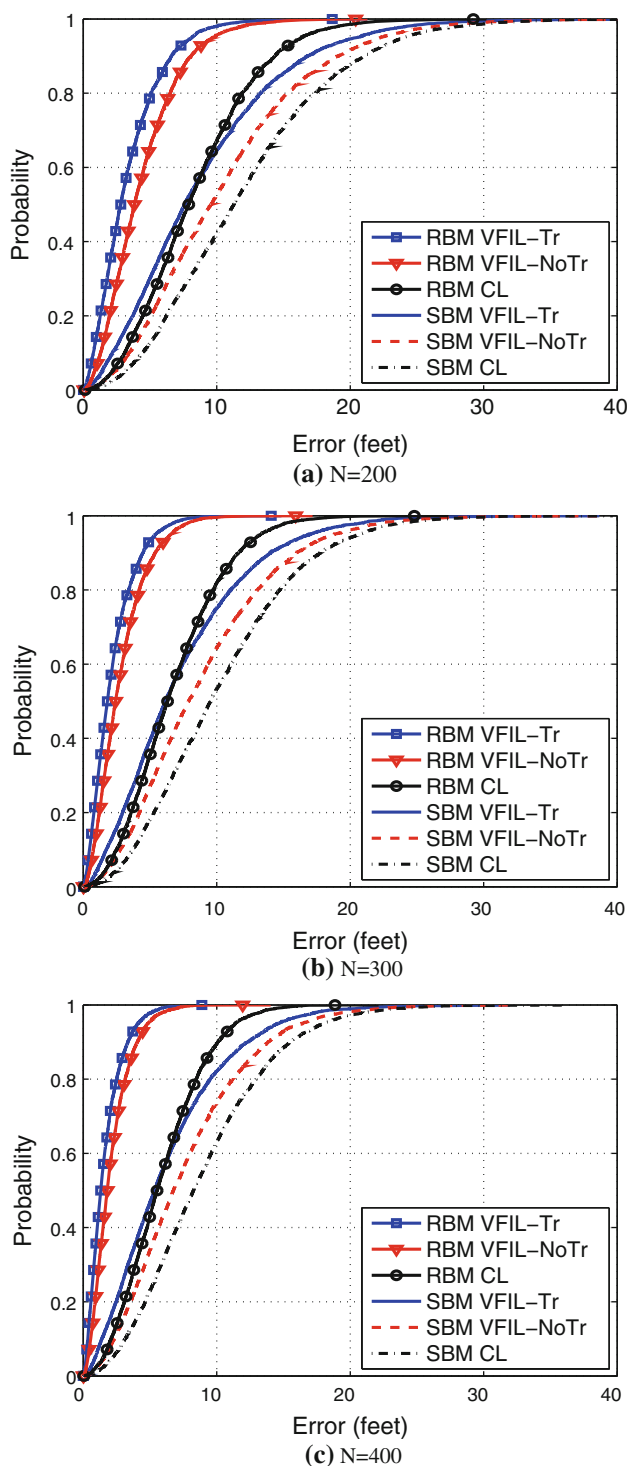 1
0.8
0.6
0.4
0.2
0
Probability
RBM VFIL–Tr
RBM VFIL–NoTr
RBM CL
SBM VFIL–Tr
SBM VFIL–NoTr
SBM CL
0 10 20 30 40
Error (feet)
(a) N=200
1
0.8
0.6
0.4
0.2
0
Probability
RBM VFIL–Tr
RBM VFIL–NoTr
RBM CL
SBM VFIL–Tr
SBM VFIL–NoTr
SBM CL
0 10 20 30 40
Error (feet)
(b) N=300
1
0.8
0.6
0.4
0.2
0
Probability
RBM VFIL–Tr
RBM VFIL–NoTr
RBM CL
SBM VFIL–Tr
SBM VFIL–NoTr
SBM CL
0 10 20 30 40
Error (feet)
(c) N=400